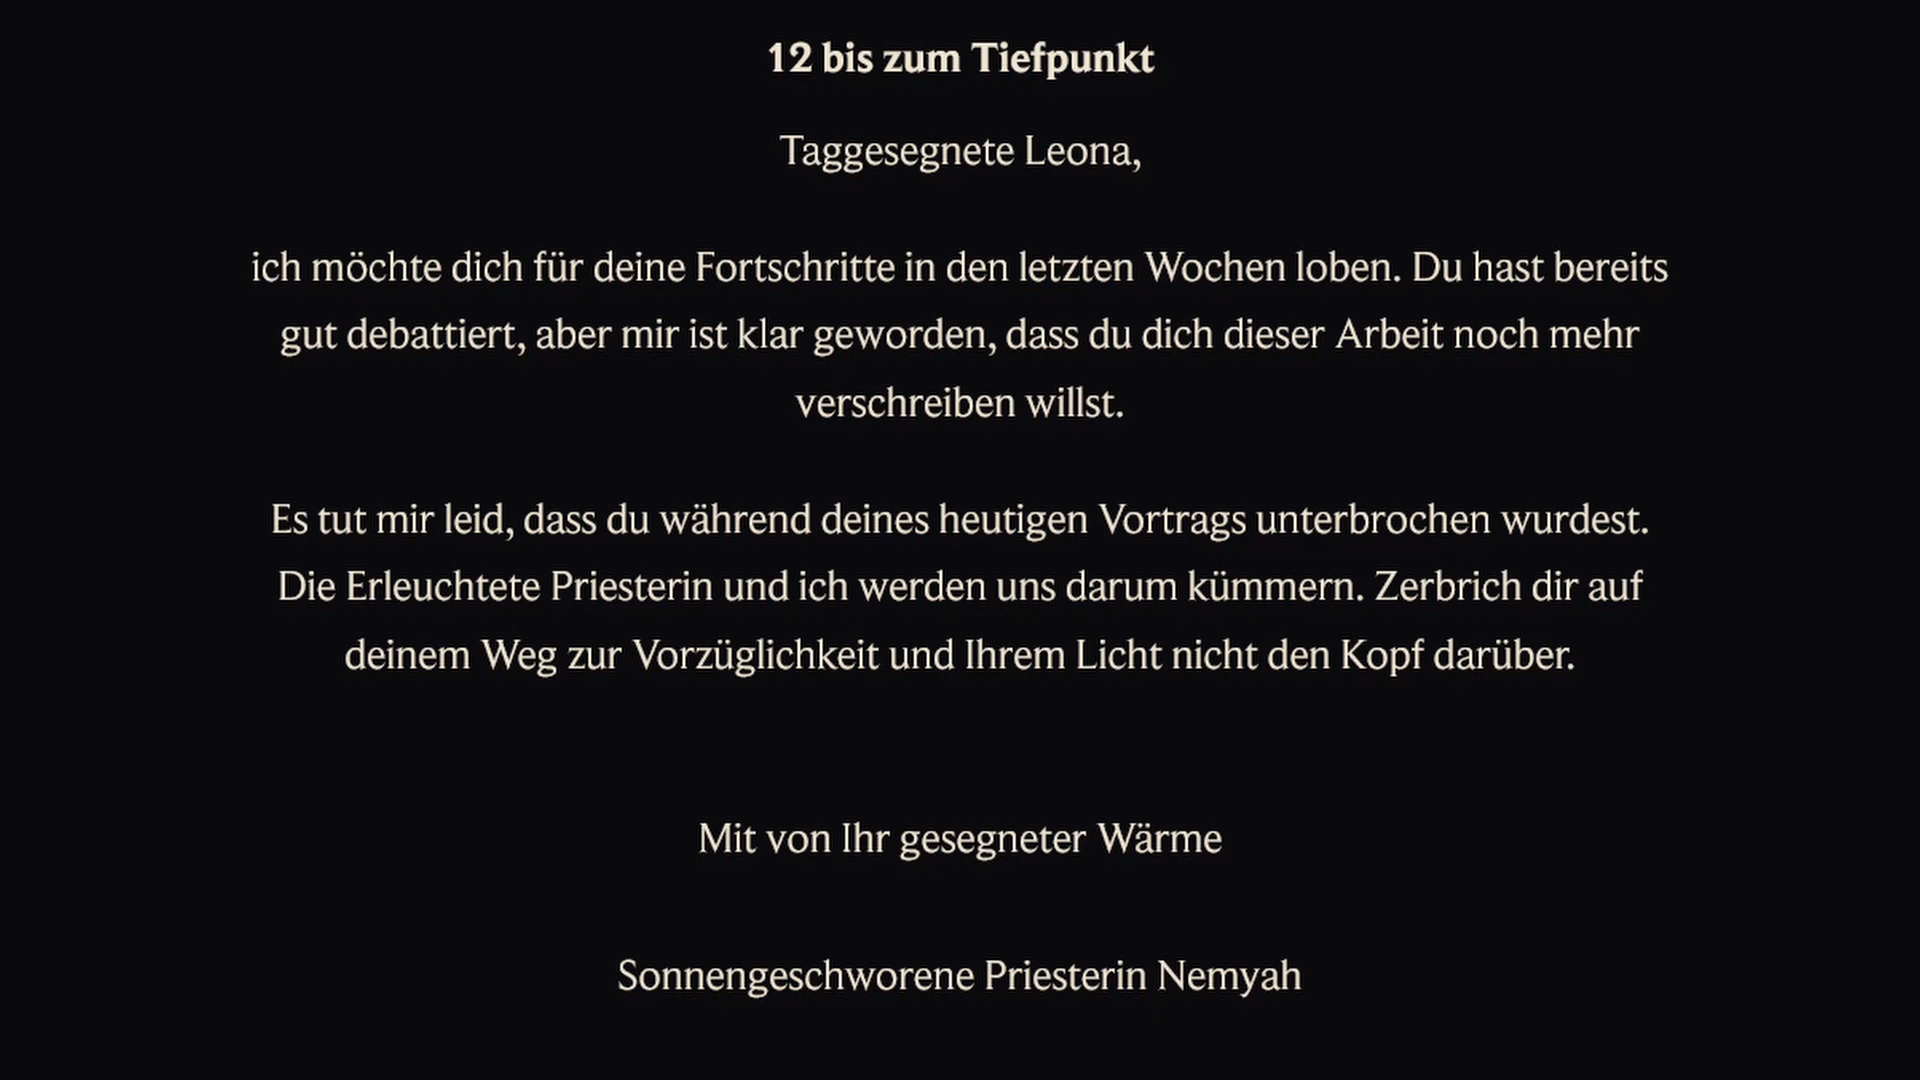 12 bis zum Tiefpunkt
Taggesegnete Leona,
ich möchte dich für deine Fortschritte in den letzten Wochen loben. Du hast bereits
gut debattiert, aber mir ist klar geworden, dass du dich dieser Arbeit noch mehr
verschreiben willst.
Es tut mir leid, dass du während deines heutigen Vortrags unterbrochen wurdest.
Die Erleuchtete Priesterin und ich werden uns darum kümmern. Zerbrich dir auf
deinem Weg zur Vorzüglichkeit und Ihrem Licht nicht den Kopf darüber.
Mit von Ihr gesegneter Wärme
Sonnengeschworene Priesterin Nemyah